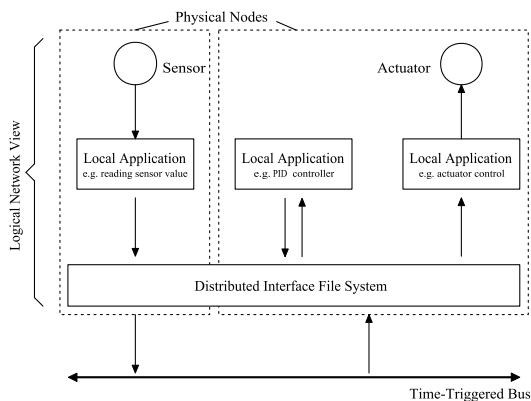 Physical Nodes
Logical Network View
Sensor
Actuator
Local Application
e.g. reading sensor value
Local Application
e.g. PID controller
Local Application
e.g. actuator control
Distributed Interface File System
Time-Triggered Bus